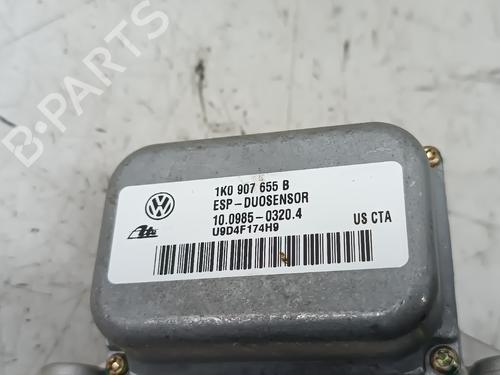 B-PARTS
1K0 907 655 B
ESP-DUOSENSOR
10.0985-0320.4
U9D4F174H9
US CTA
Ate